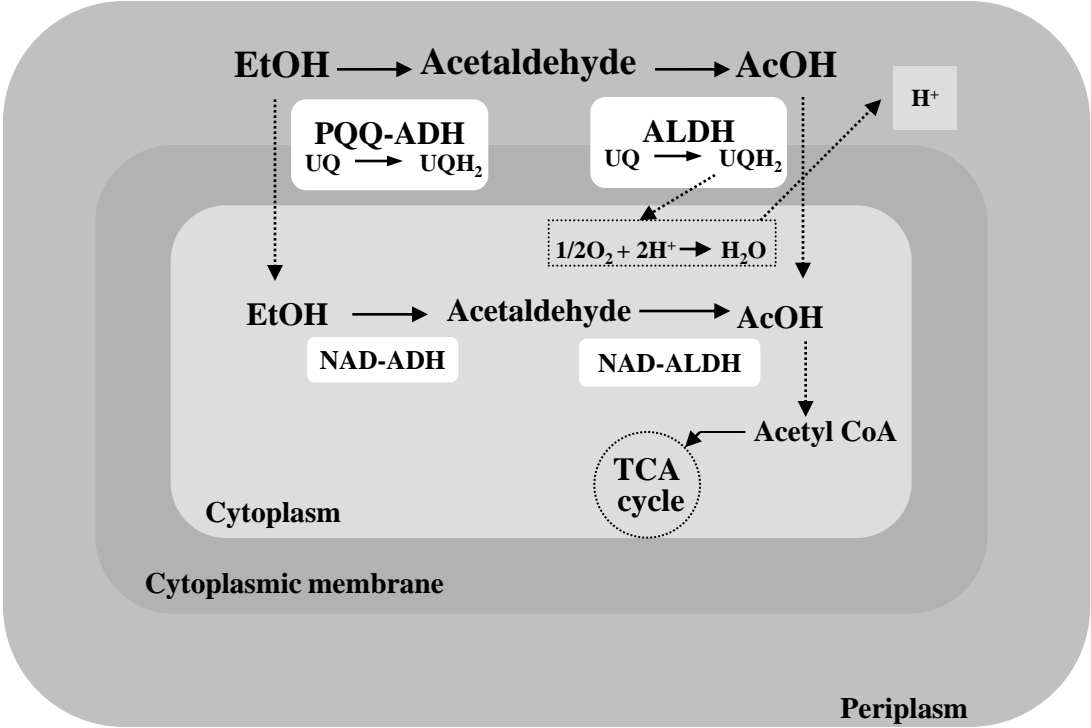 EtOH → Acetaldehyde → AcOH
H⁺
PQQ-ADH
UQ → UQH₂
ALDH
UQ → UQH₂
1/2O₂ + 2H⁺ → H₂O
EtOH → Acetaldehyde → AcOH
NAD-ADH
NAD-ALDH
Acetyl CoA
TCA
cycle
Cytoplasm
Cytoplasmic membrane
Periplasm